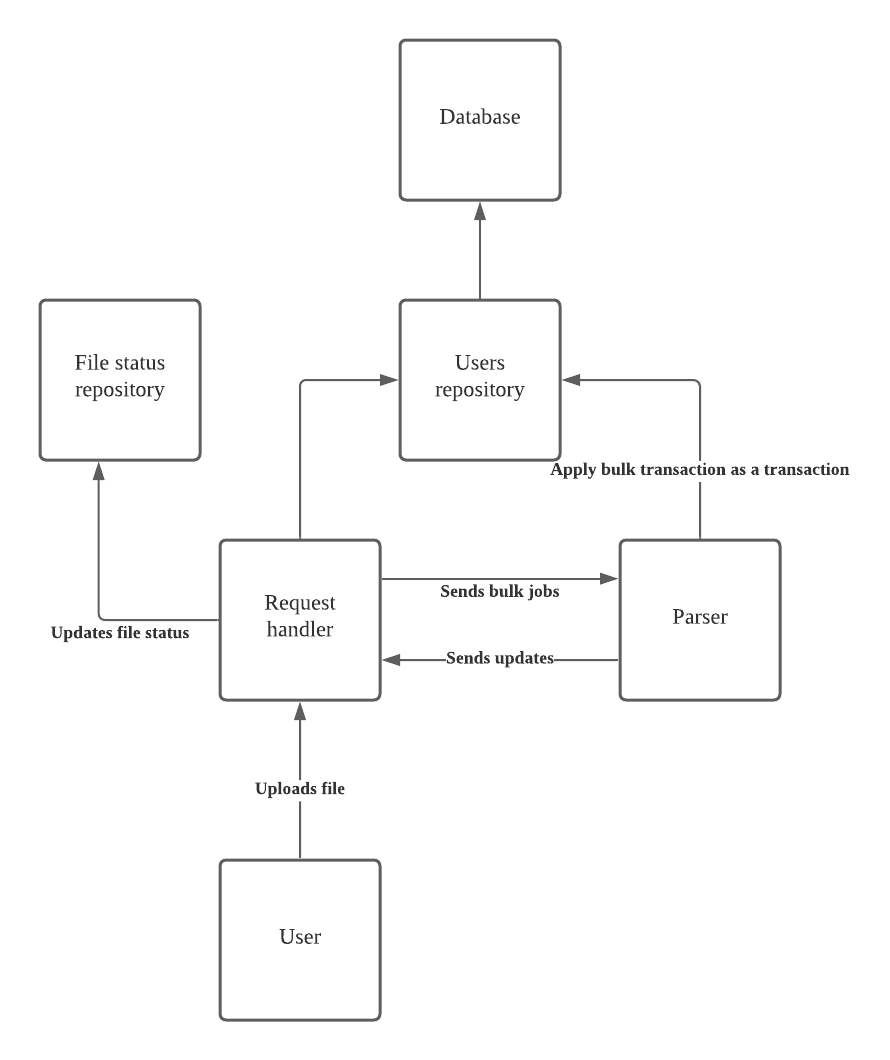 Database
File status
repository
Users
repository
Apply bulk transaction as a transaction
Request
handler
Sends bulk jobs
Parser
Updates file status
Sends updates
Uploads file
User